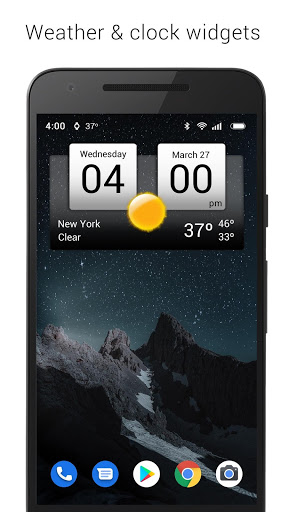 Weather & clock widgets
4:00 37°
Wednesday
March 27
04
00
pm
New York
Clear
37°
46°
33°